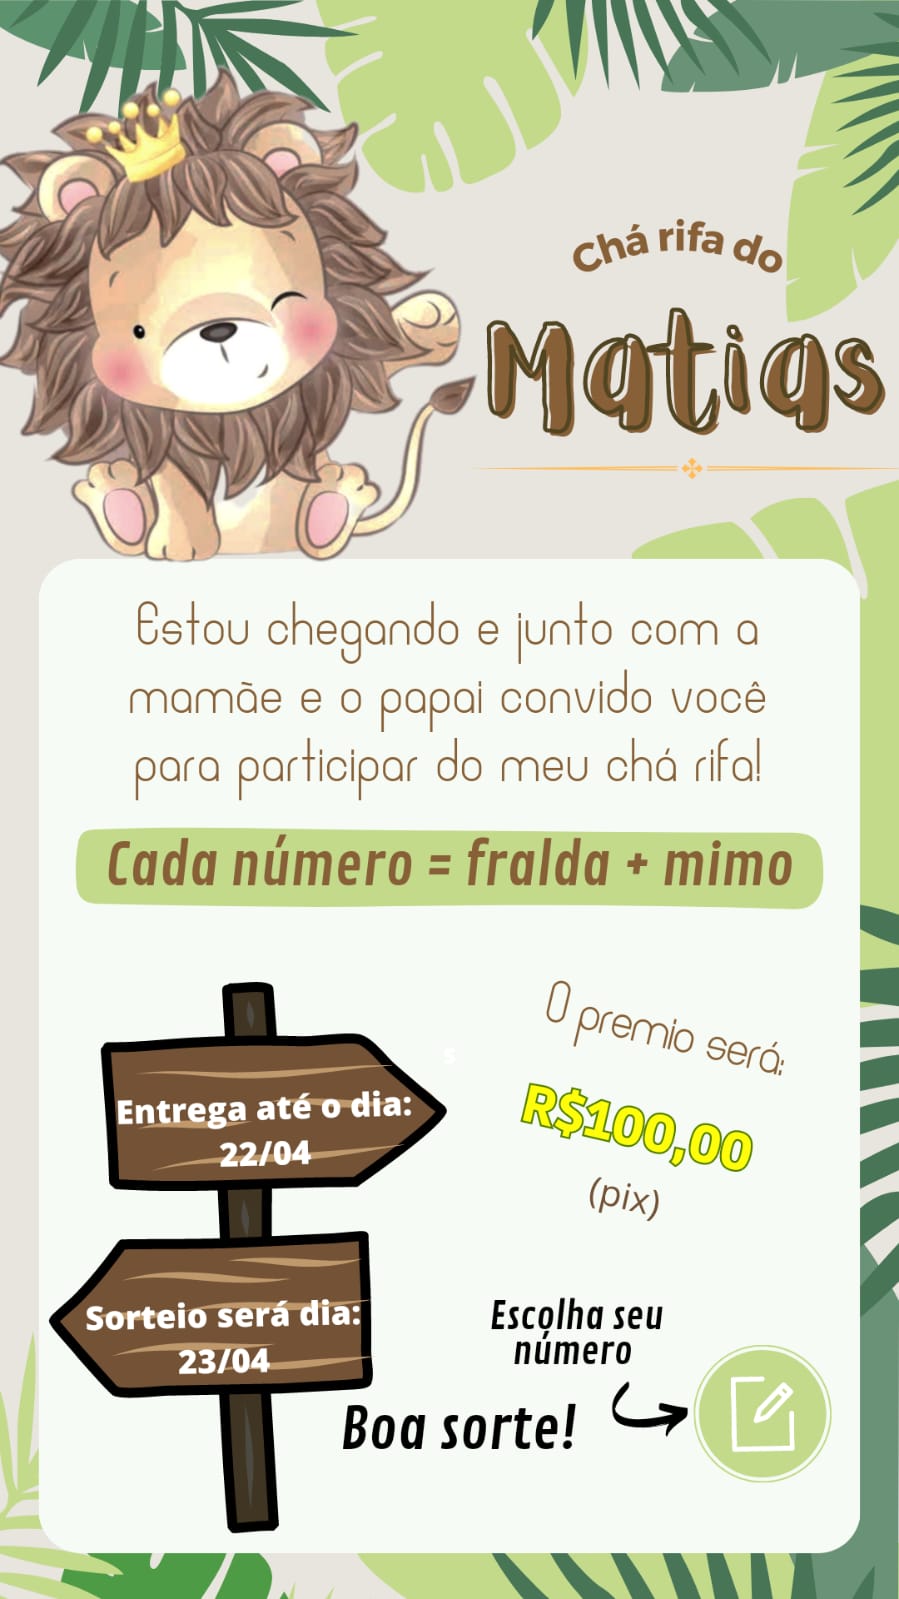 Chá rifa do
Matias
Estou chegando e junto com a
mamãe e o papai convido você
para participar do meu chá rifa!
Cada número = fralda + mimo
O premio será:
R$100,00
(pix)
5
Entrega até o dia:
22/04
Sorteio será dia:
23/04
Escolha seu
número
Boa sorte!